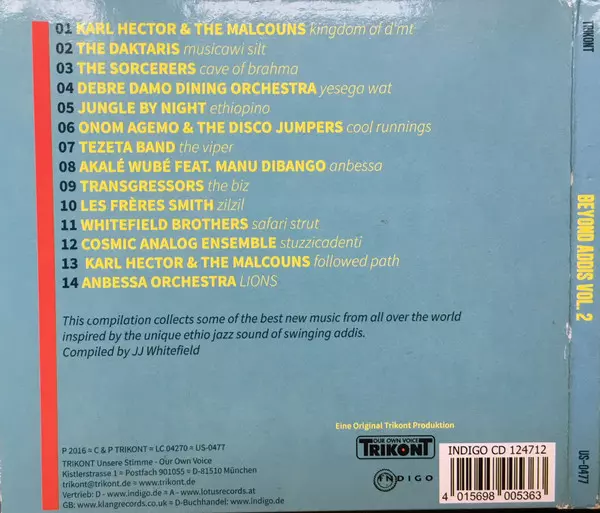 01 KARL HECTOR & THE MALCOUNS kingdom of d'mt
02 THE DAKTARIS musicawi silt
03 THE SORCERERS cave of brahma
04 DEBRE DAMO DINING ORCHESTRA yesega wat
05 JUNGLE BY NIGHT ethiopino
06 ONOM AGEMO & THE DISCO JUMPERS cool runnings
07 TEZETA BAND the viper
08 AKALÉ WUBÉ FEAT. MANU DIBANGO anbessa
09 TRANSGRESSORS the biz
10 LES FRÈRES SMITH zilzil
11 WHITEFIELD BROTHERS safari strut
12 COSMIC ANALOG ENSEMBLE stuzzicadenti
13 KARL HECTOR & THE MALCOUNS followed path
14 ANBESSA ORCHESTRA LIONS
This compilation collects some of the best new music from all over the world
inspired by the unique ethio jazz sound of swinging addis.
Compiled by JJ Whitefield
Eine Original Trikont Produktion
P 2016 = C & P TRIKONT = LC 04270 = US-0477
TRIKONT Unsere Stimme - Our Own Voice
Kistlerstrasse 1 = Postfach 901055 = D-81510 München
trikont@trikont.de = www.trikont.de
Vertrieb: D - www.indigo.de = A - www.lotusrecords.at
GB: www.klangrecords.co.uk = D-Buchhandel: www.indigo.de
OUR OWN VOICE
TRIKONT
INDIGO
INDIGO CD 124712
4 015698 005363
TRIKONT
BEYOND ADDIS VOL. 2
US-0477